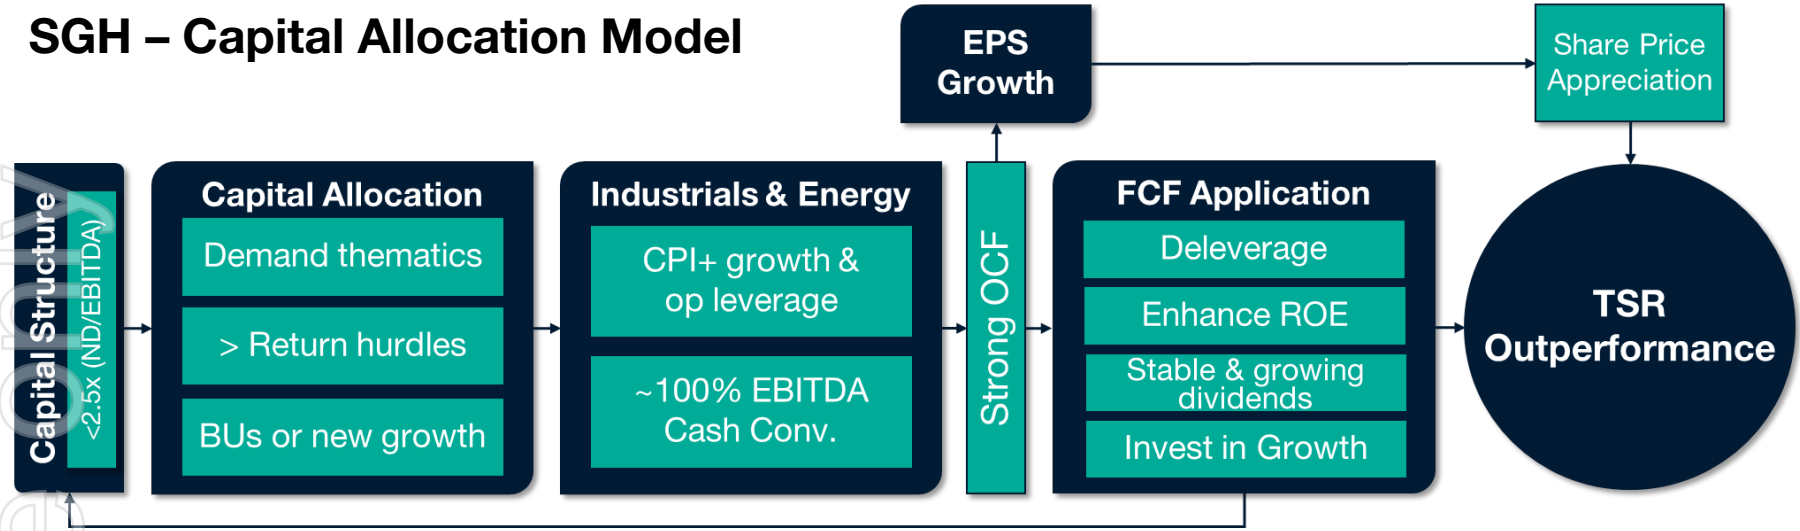 SGH – Capital Allocation Model
EPS
Growth
Share Price
Appreciation
Capital Structure
<2.5x (ND/EBITDA)
Capital Allocation
Demand thematics
> Return hurdles
BUs or new growth
Industrials & Energy
CPI+ growth &
op leverage
~100% EBITDA
Cash Conv.
Strong OCF
FCF Application
Deleverage
Enhance ROE
Stable & growing
dividends
Invest in Growth
TSR
Outperformance
e only